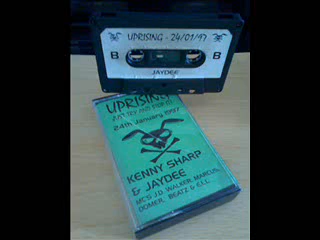 UPRISING - 24/01/97
B B
JAYDEE
UPRISING
24th January 1997
KENNY SHARP
& JAYDEE
MC'S J.D. WALKER, MARCUS,
DOMER, BEATZ & E.I.L.